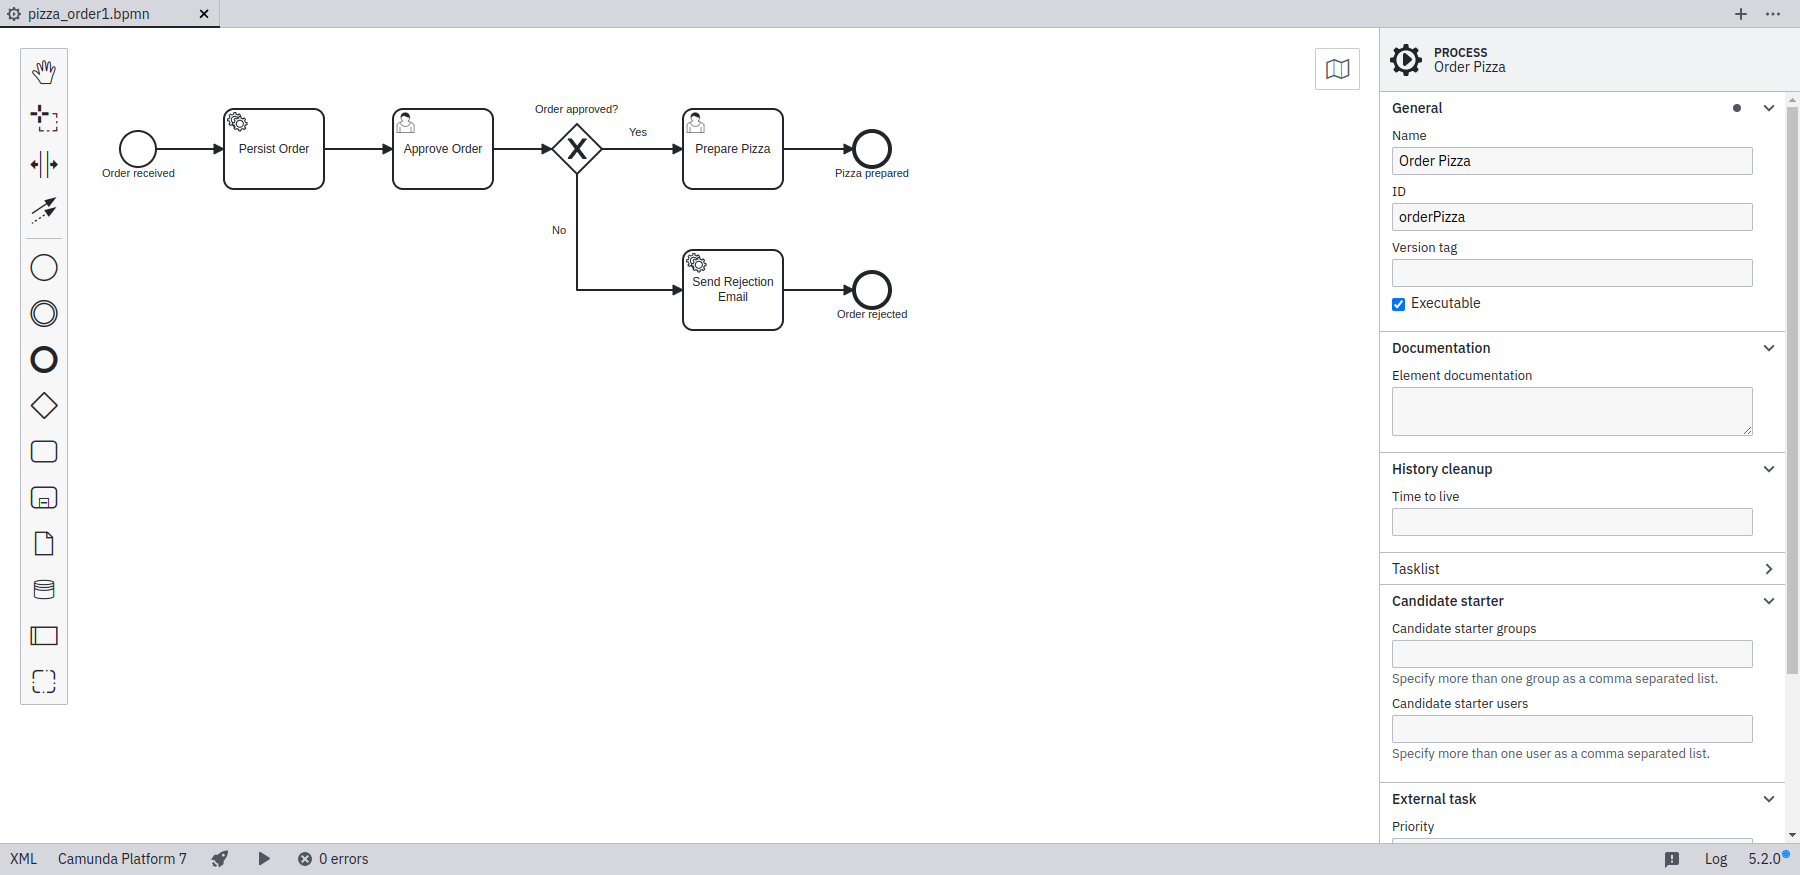 pizza_order1.bpmn
Order approved?
Yes
Persist Order
Approve Order
Prepare Pizza
Order received
Pizza prepared
No
Send Rejection
Email
Order rejected
PROCESS
Order Pizza
General
Name
Order Pizza
ID
orderPizza
Version tag
Executable
Documentation
Element documentation
History cleanup
Time to live
Tasklist
Candidate starter
Candidate starter groups
Specify more than one group as a comma separated list.
Candidate starter users
Specify more than one user as a comma separated list.
External task
Priority
XML Camunda Platform 7 0 errors Log 5.2.0